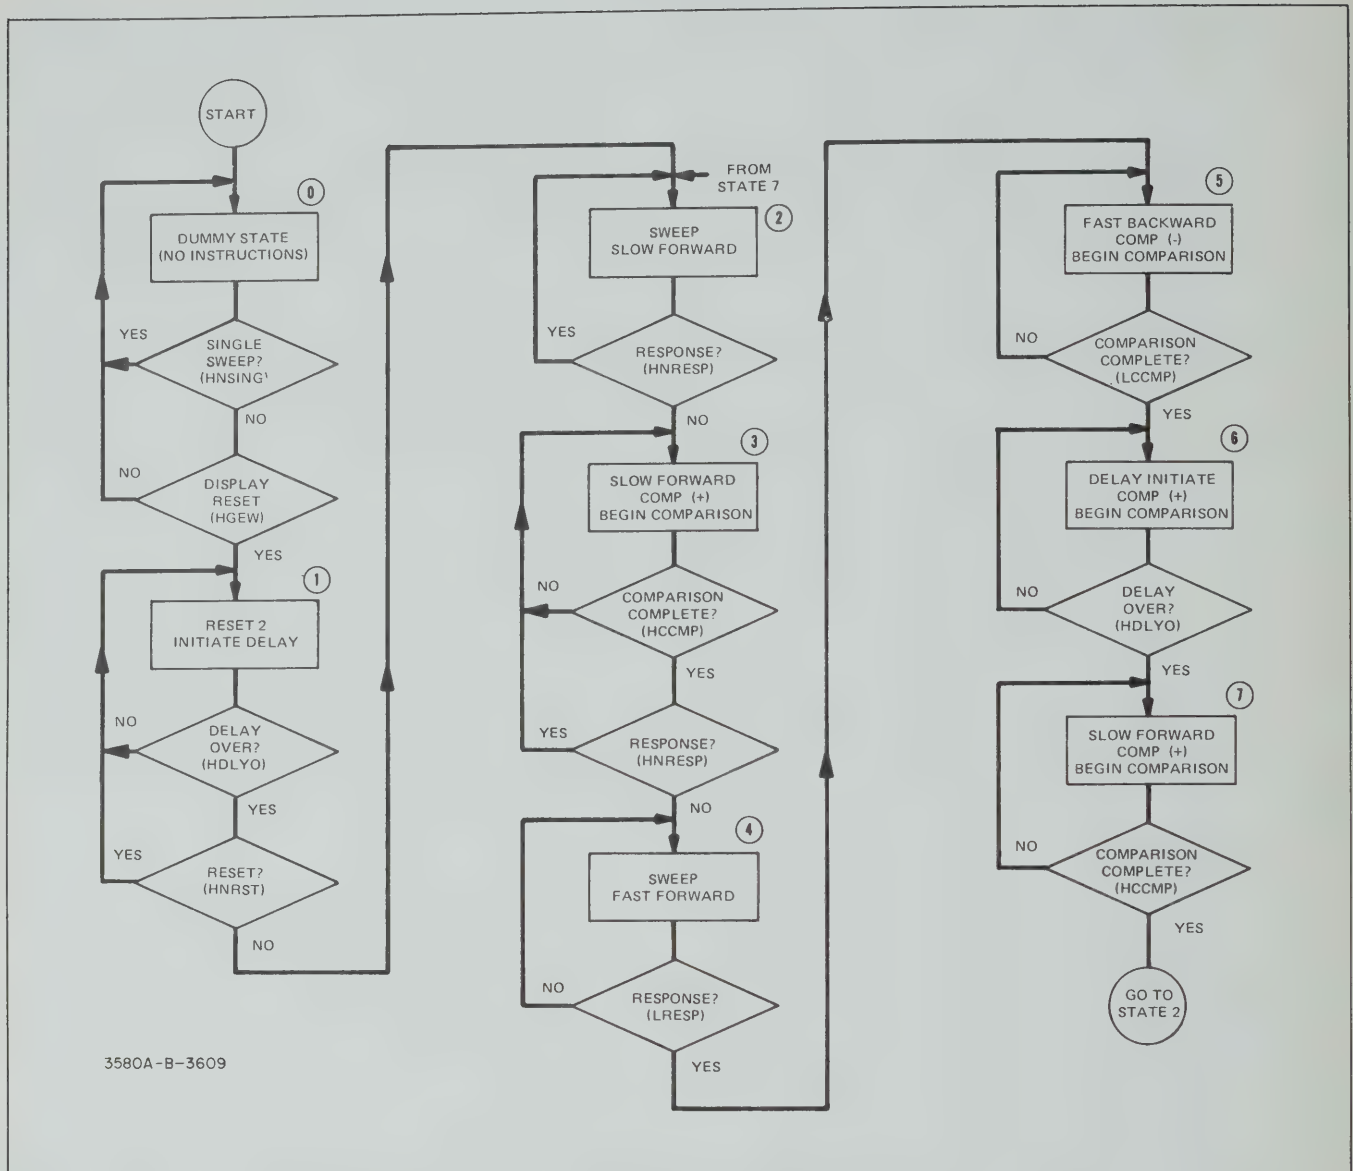 START
0
DUMMY STATE
(NO INSTRUCTIONS)
YES
SINGLE
SWEEP?
(HNSING)
NO
NO
DISPLAY
RESET
(HGEW)
YES
1
RESET 2
INITIATE DELAY
NO
DELAY
OVER?
(HDLYO)
YES
YES
RESET?
(HNRST)
NO
FROM
STATE 7
2
SWEEP
SLOW FORWARD
YES
RESPONSE?
(HNRESP)
NO
3
SLOW FORWARD
COMP (+)
BEGIN COMPARISON
NO
COMPARISON
COMPLETE?
(HCCMP)
YES
YES
RESPONSE?
(HNRESP)
NO
4
SWEEP
FAST FORWARD
NO
RESPONSE?
(LRESP)
YES
5
FAST BACKWARD
COMP (-)
BEGIN COMPARISON
NO
COMPARISON
COMPLETE?
(LCCMP)
YES
6
DELAY INITIATE
COMP (+)
BEGIN COMPARISON
NO
DELAY
OVER?
(HDLYO)
YES
7
SLOW FORWARD
COMP (+)
BEGIN COMPARISON
NO
COMPARISON
COMPLETE?
(HCCMP)
YES
GO TO
STATE 2
3580A-B-3609